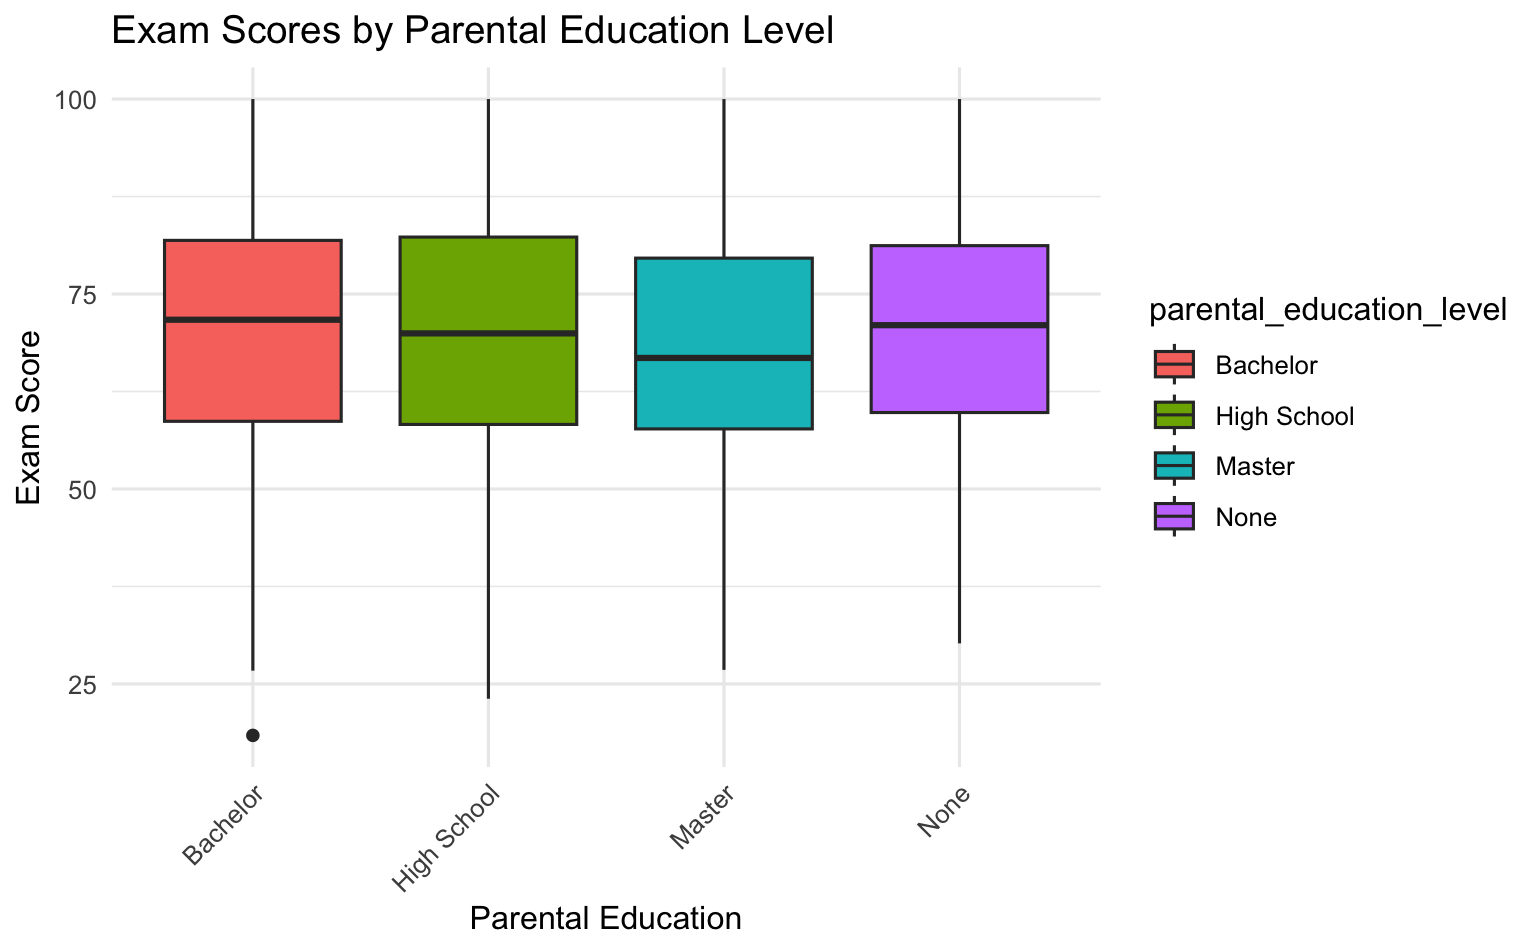 Exam Scores by Parental Education Level
100
75
50
25
Exam Score
Bachelor
High School
Master
None
Parental Education
parental_education_level
Bachelor
High School
Master
None